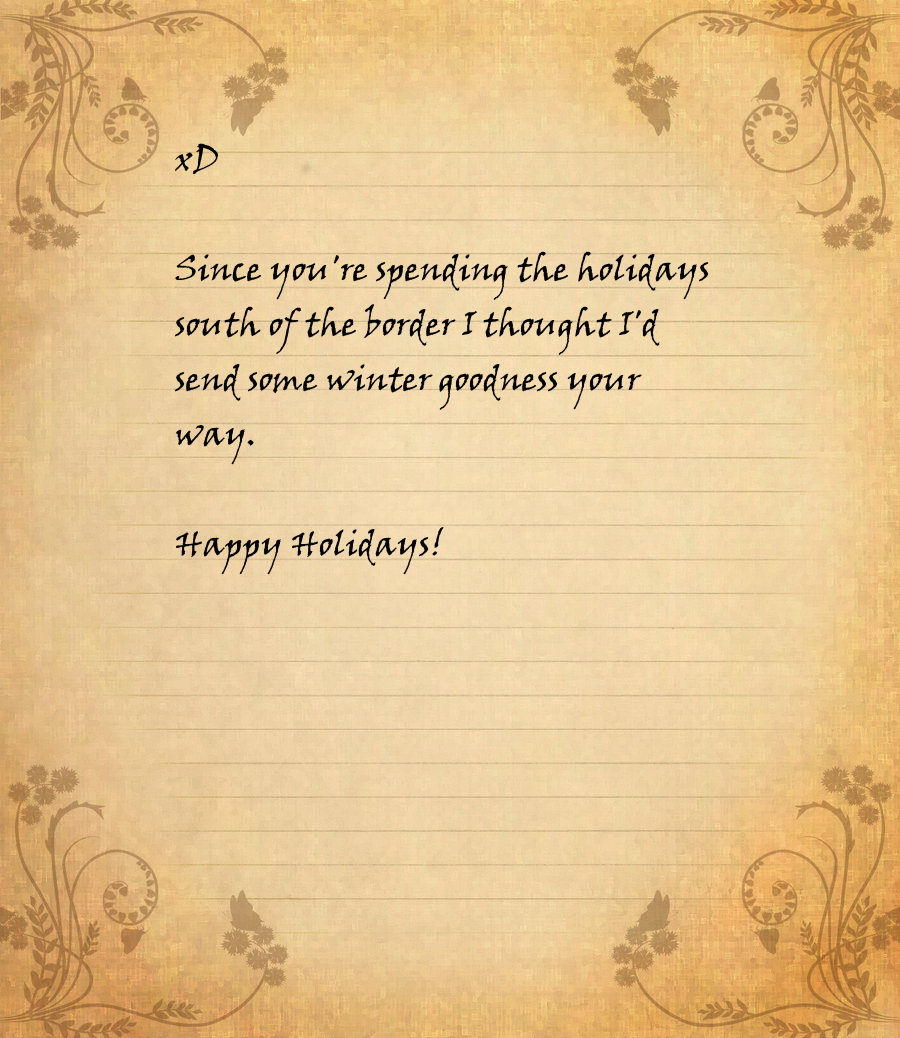 xD
Since you're spending the holidays
south of the border I thought I'd
send some winter goodness your
way.
Happy Holidays!